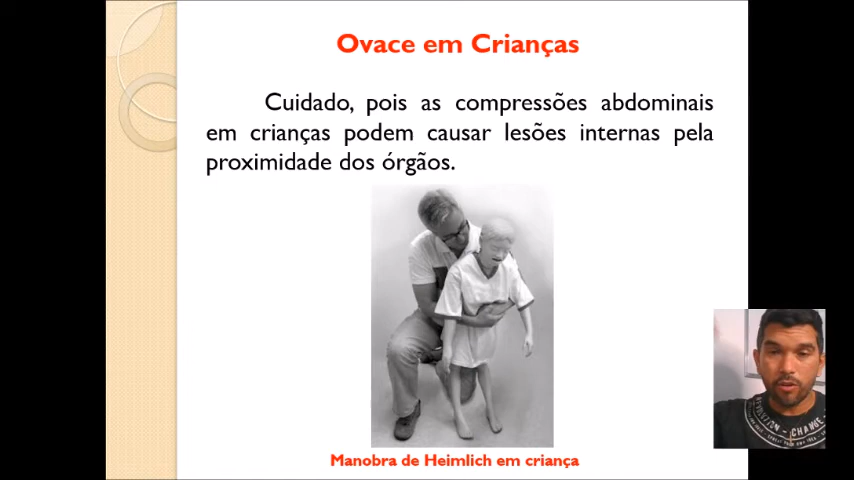 Ovace em Crianças
Cuidado, pois as compressões abdominais
em crianças podem causar lesões internas pela
proximidade dos órgãos.
Manobra de Heimlich em criança
CHANGE